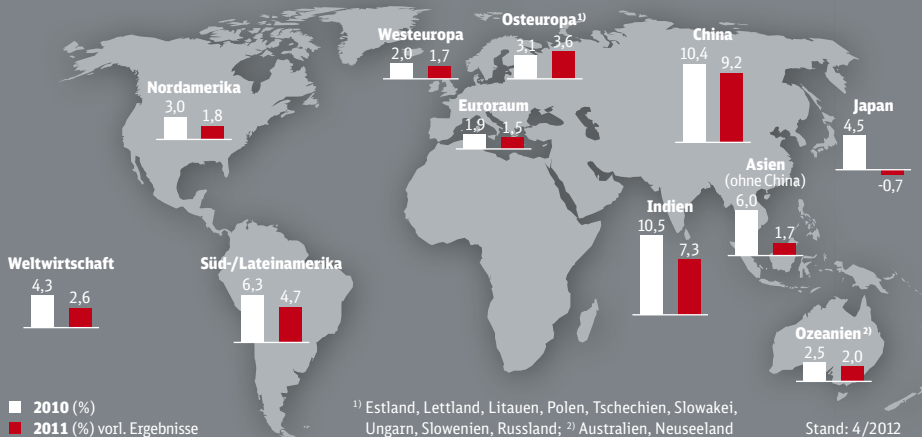 Osteuropa¹⁾
3,1 3,6
Westeuropa
2,0 1,7
China
10,4 9,2
Nordamerika
3,0 1,8
Euroraum
1,9 1,5
Japan
4,5
-0,7
Asien
(ohne China)
6,0 1,7
Indien
10,5 7,3
Weltwirtschaft
4,3 2,6
Süd-/Lateinamerika
6,3 4,7
Ozeanien²⁾
2,5 2,0
2010 (%)
2011 (%) vorl. Ergebnisse
¹⁾ Estland, Lettland, Litauen, Polen, Tschechien, Slowakei,
Ungarn, Slowenien, Russland; ²⁾ Australien, Neuseeland
Stand: 4/2012